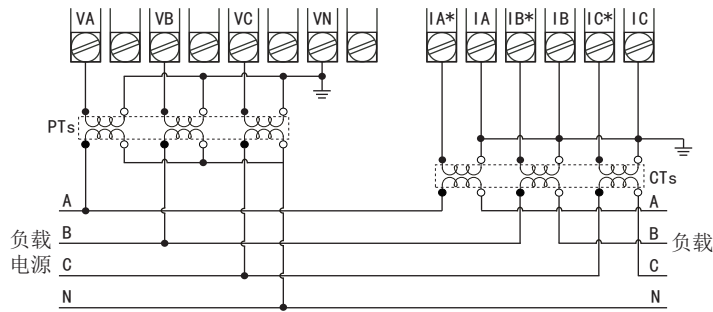 VA VB VC VN IA* IA IB* IB IC* IC
PTs
CTs
A A
负载 B B 负载
电源 C C
N N